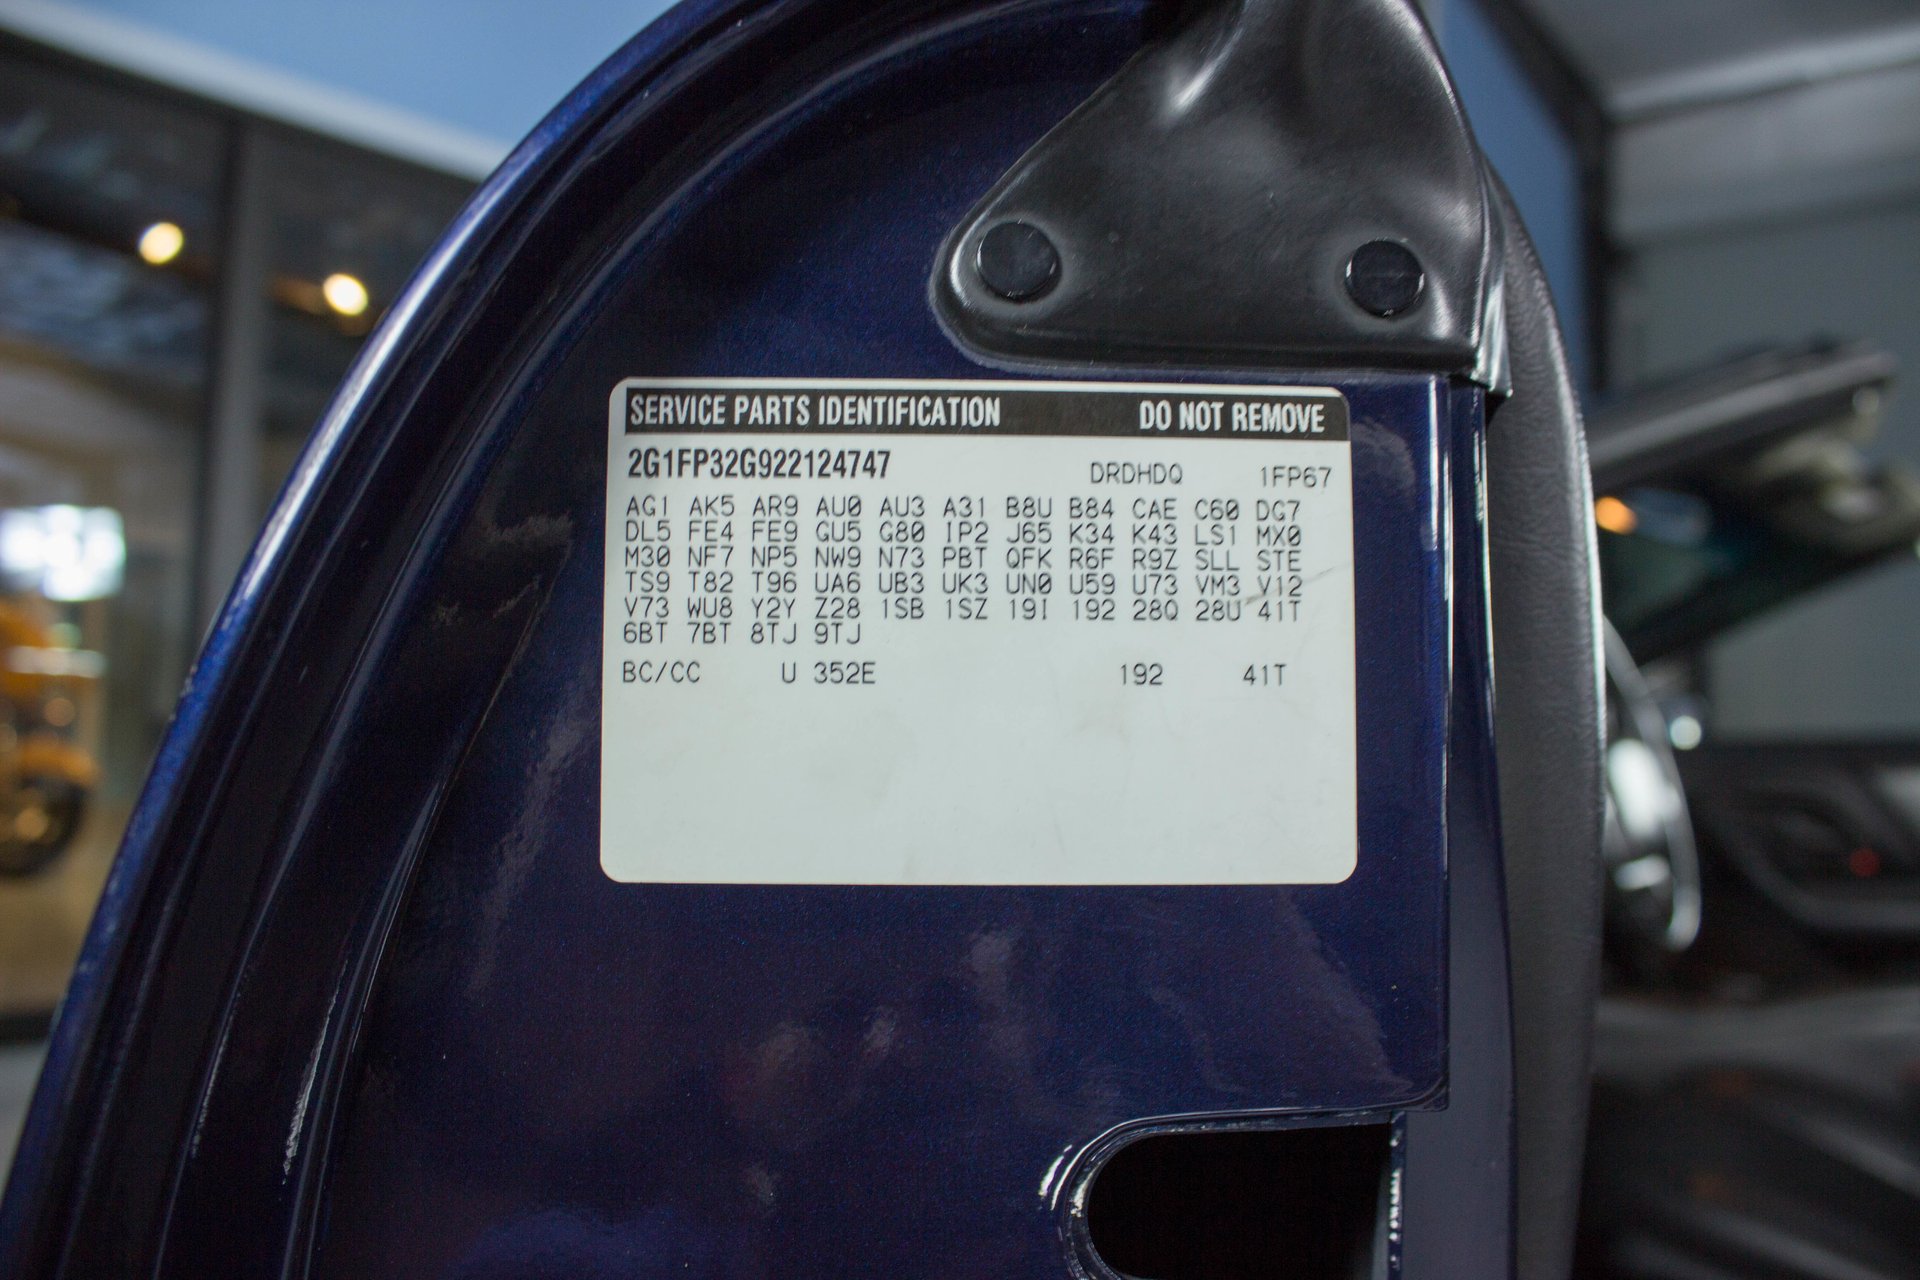 SERVICE PARTS IDENTIFICATION DO NOT REMOVE
2G1FP32G922124747 DRDHDQ 1FP67
AG1 AK5 AR9 AU0 AU3 A31 B8U B84 CAE C60 DG7
DL5 FE4 FE9 GU5 G80 IP2 J65 K34 K43 LS1 MX0
M30 NF7 NP5 NW9 N73 PBT QFK R6F R9Z SLL STE
TS9 T82 T96 UA6 UB3 UK3 UN0 U59 U73 VM3 V12
V73 WU8 Y2Y Z28 1SB 1SZ 19I 192 28Q 28U 41T
6BT 7BT 8TJ 9TJ
BC/CC U 352E 192 41T